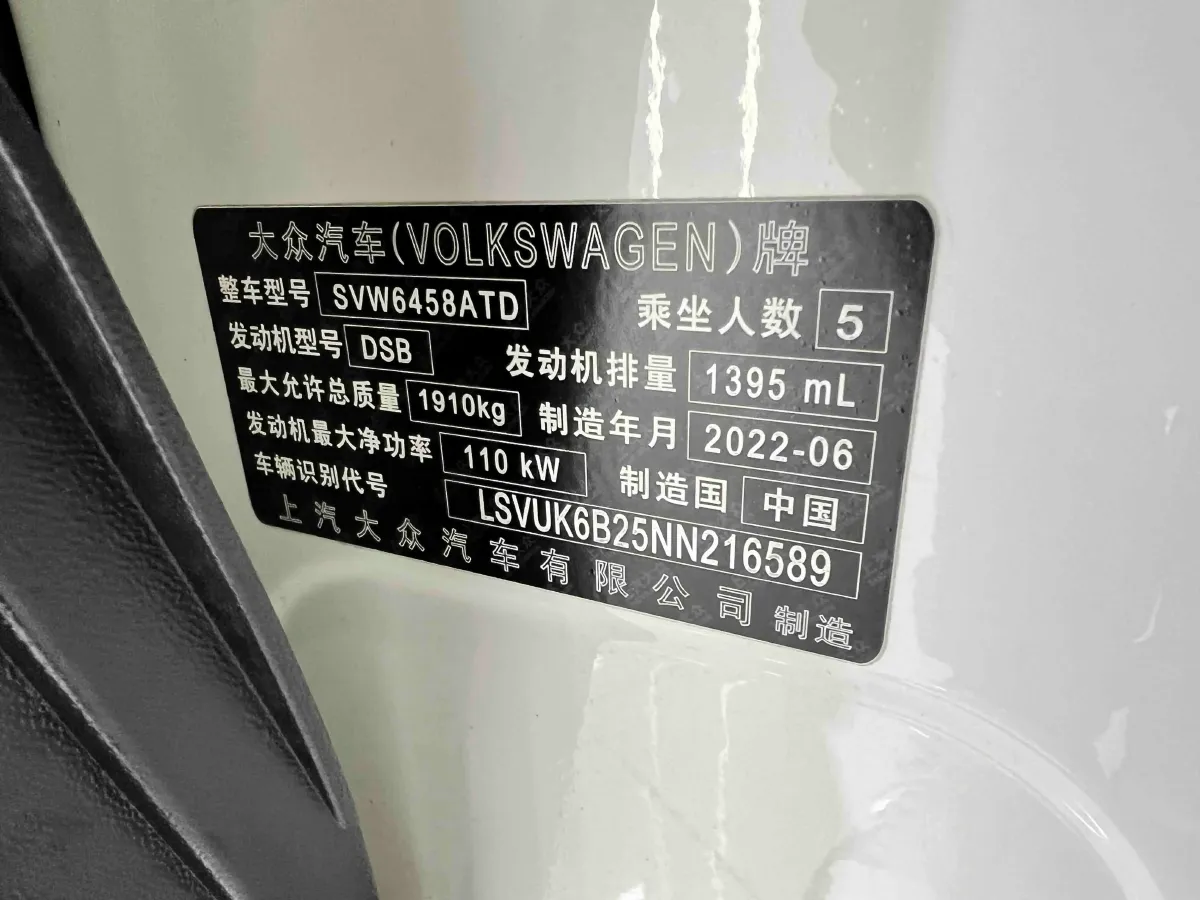 大众汽车(VOLKSWAGEN)牌
整车型号 SVW6458ATD 乘坐人数 5
发动机型号 DSB 发动机排量 1395 mL
最大允许总质量 1910kg 制造年月 2022-06
发动机最大净功率 110 kW 制造国 中国
车辆识别代号 LSVUK6B25NN216589
上汽大众汽车有限公司制造